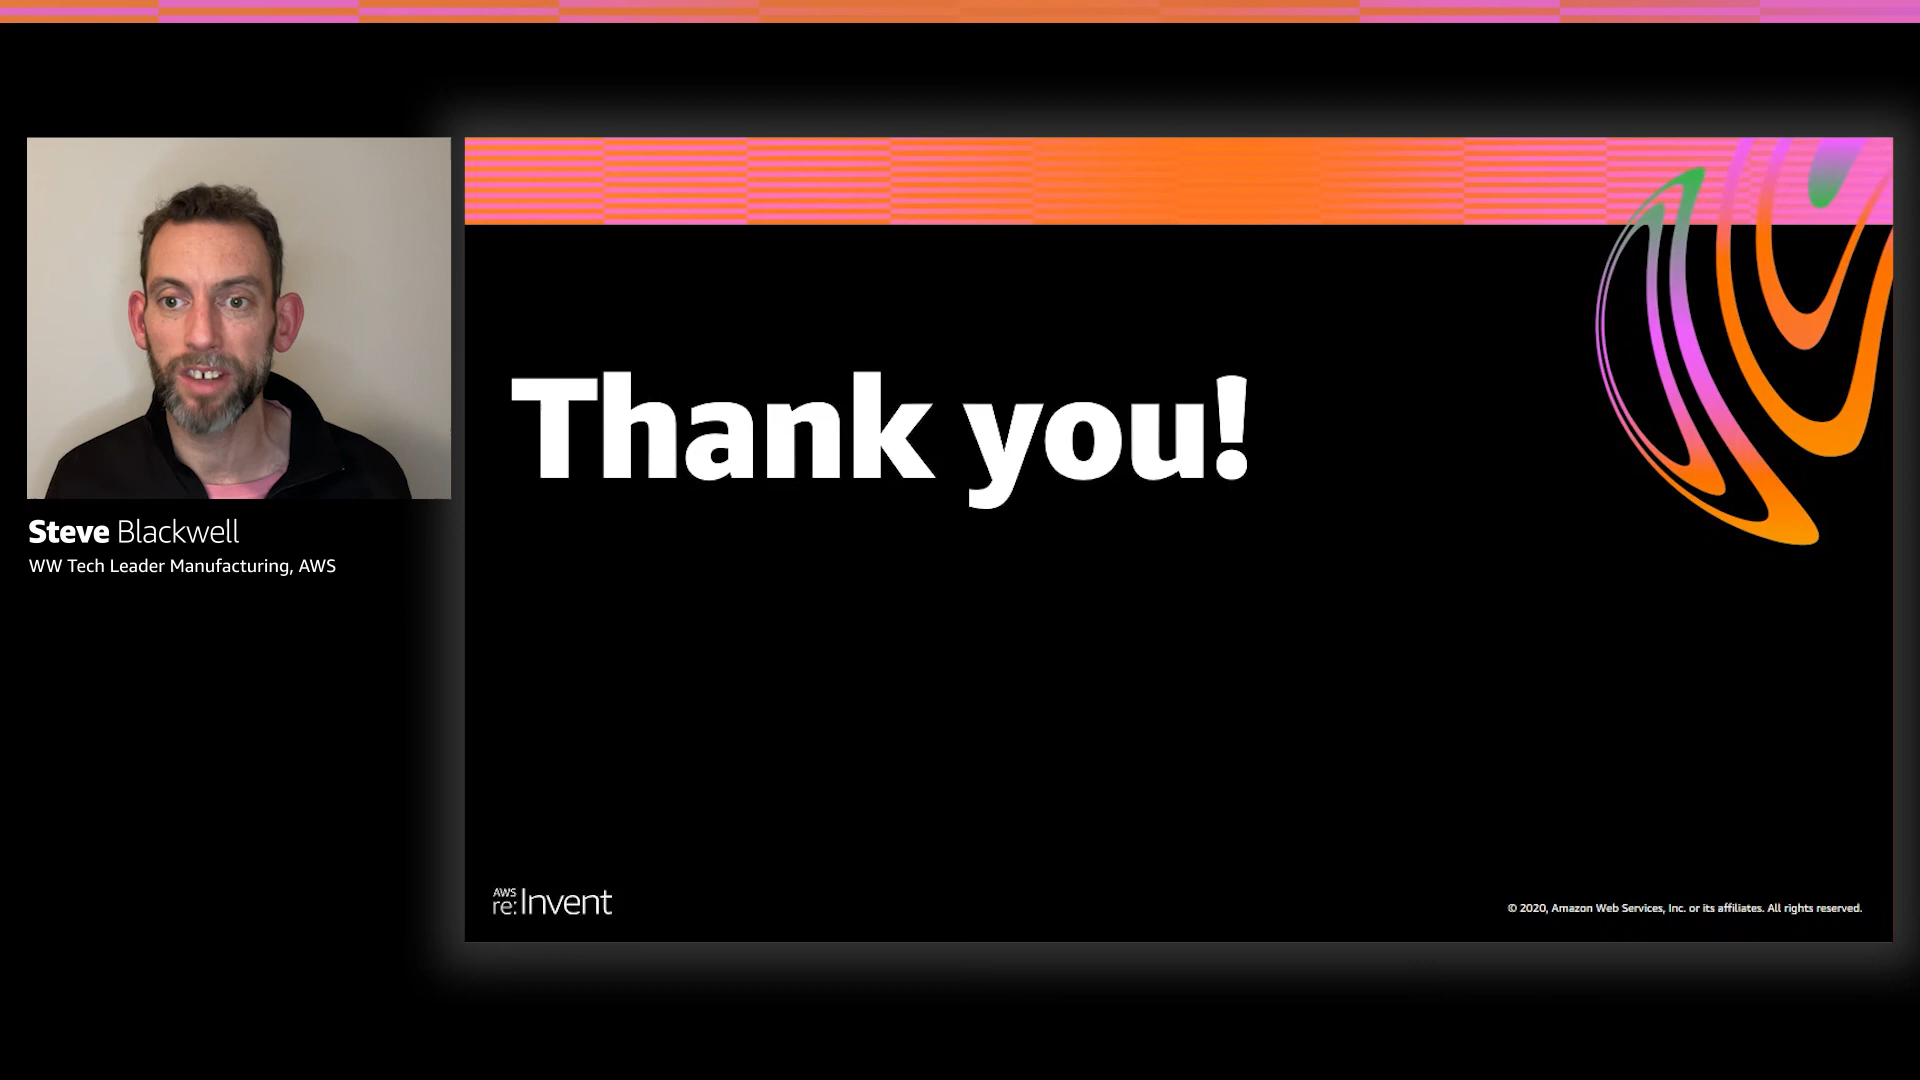 Thank you!
Steve Blackwell
WW Tech Leader Manufacturing, AWS
AWS
re:Invent
© 2020, Amazon Web Services, Inc. or its affiliates. All rights reserved.